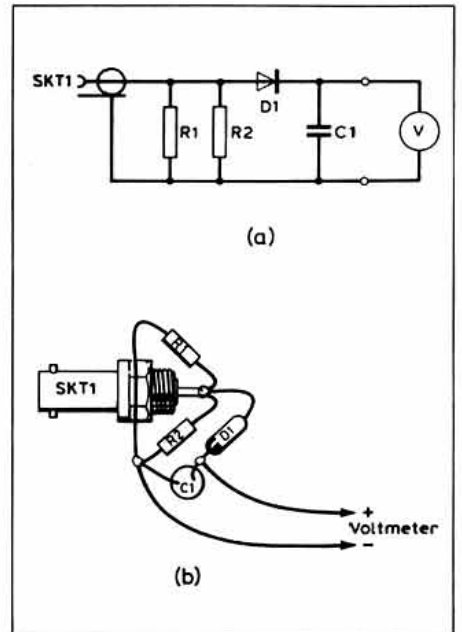 SKT1
D1
R1
R2
C1
V
(a)
R1
SKT1
R2
D1
C1
+
Voltmeter
−
(b)